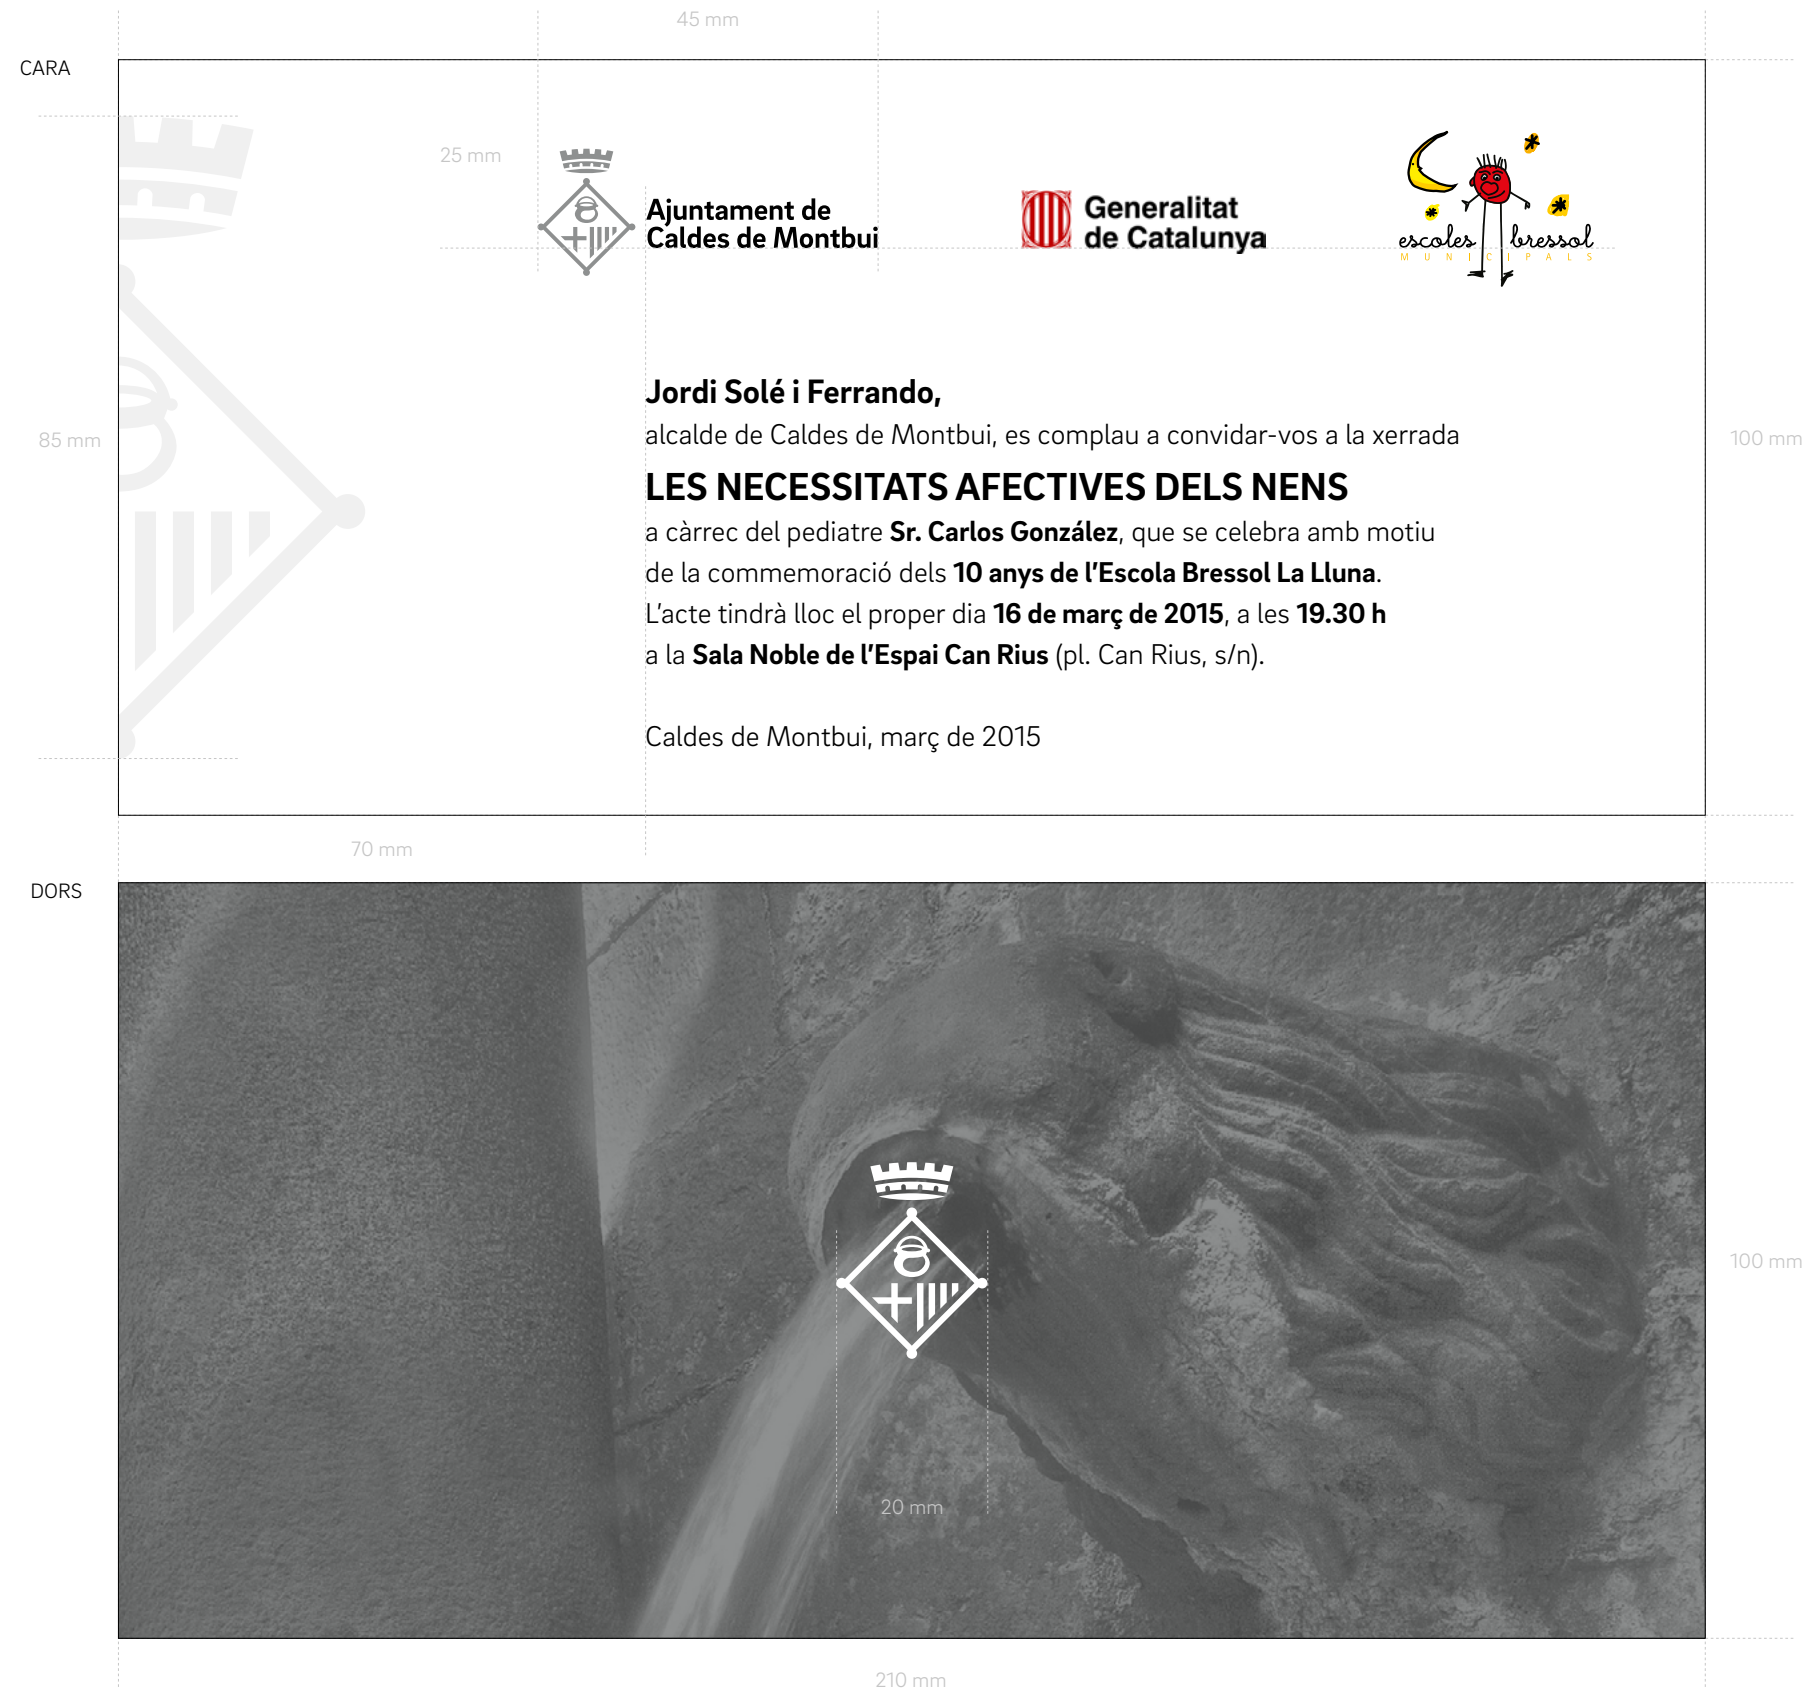 45 mm
CARA
25 mm
Ajuntament de
Caldes de Montbui
Generalitat
de Catalunya
escoles bressol
MUNICIPALS
Jordi Solé i Ferrando,
alcalde de Caldes de Montbui, es complau a convidar-vos a la xerrada
LES NECESSITATS AFECTIVES DELS NENS
a càrrec del pediatre Sr. Carlos González, que se celebra amb motiu
de la commemoració dels 10 anys de l'Escola Bressol La Lluna.
L'acte tindrà lloc el proper dia 16 de març de 2015, a les 19.30 h
a la Sala Noble de l'Espai Can Rius (pl. Can Rius, s/n).
Caldes de Montbui, març de 2015
85 mm
100 mm
70 mm
DORS
100 mm
20 mm
210 mm